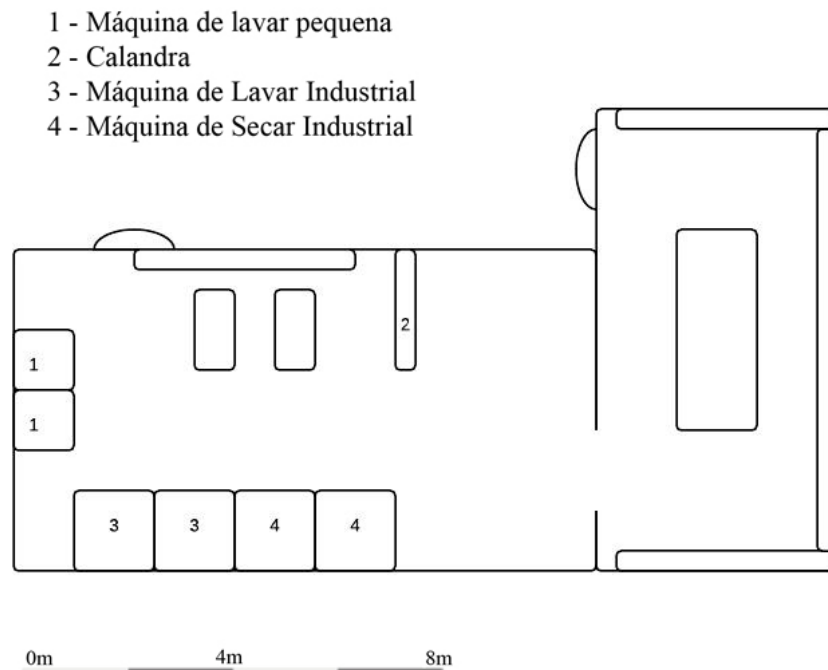 1 - Máquina de lavar pequena
2 - Calandra
3 - Máquina de Lavar Industrial
4 - Máquina de Secar Industrial
2
1
1
3 3 4 4
0m 4m 8m